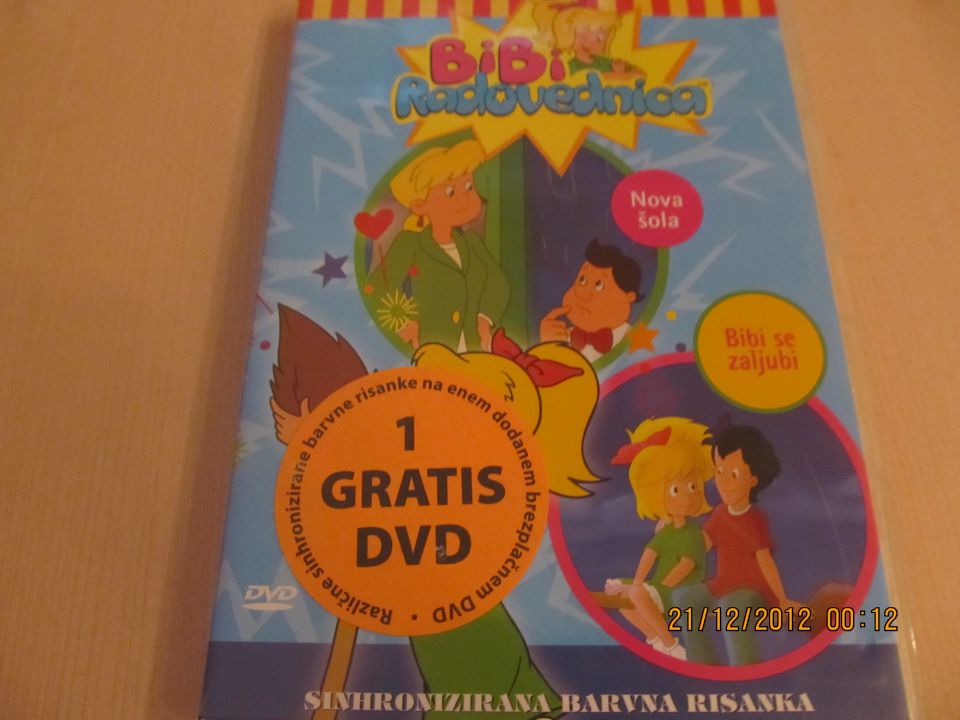 BiBi
Radovednica™
Nova
šola
Bibi se
zaljubi
Različne sinhronizirane barvne risanke na enem dodanem brezplačnem DVD •
1
GRATIS
DVD
DVD
21/12/2012 00:12
SINHRONIZIRANA BARVNA RISANKA